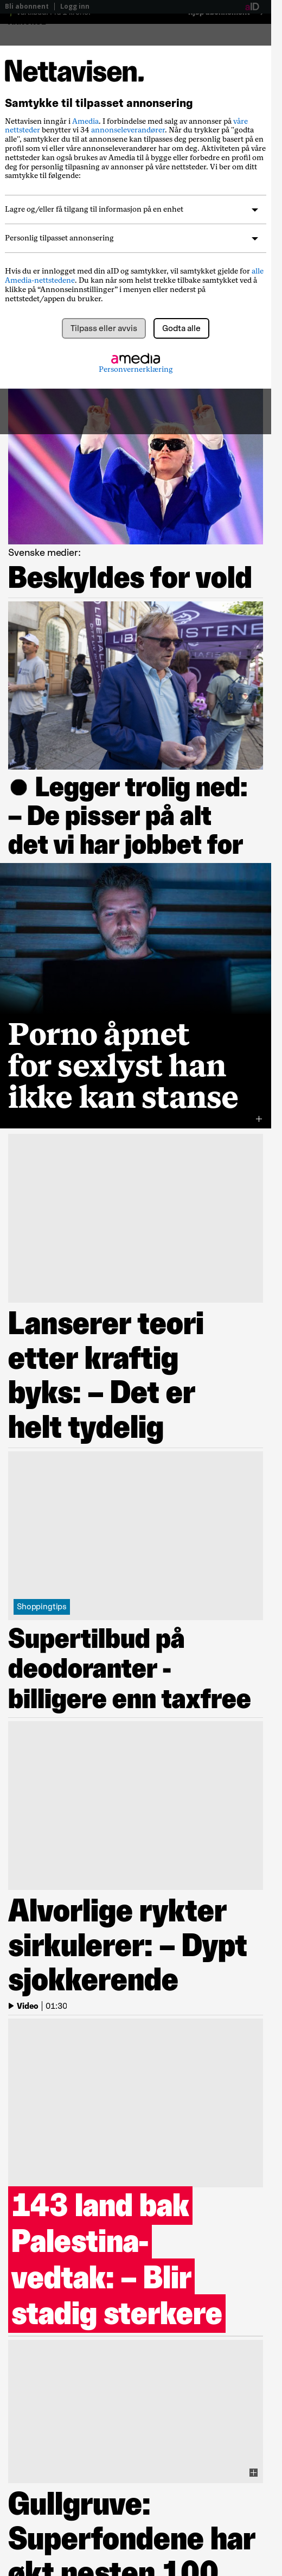 Bli abonnent | Logg inn
aID
Nettavisen.
Samtykke til tilpasset annonsering
Nettavisen inngår i Amedia. I forbindelse med salg av annonser på våre
nettsteder benytter vi 34 annonseleverandører. Når du trykker på "godta
alle", samtykker du til at annonsene kan tilpasses deg personlig basert på en
profil som vi eller våre annonseleverandører har om deg. Aktiviteten på våre
nettsteder kan også brukes av Amedia til å bygge eller forbedre en profil om
deg for personlig tilpasning av annonser på våre nettsteder. Vi ber om ditt
samtykke til følgende:
Lagre og/eller få tilgang til informasjon på en enhet
Personlig tilpasset annonsering
Hvis du er innlogget med din aID og samtykker, vil samtykket gjelde for alle
Amedia-nettstedene. Du kan når som helst trekke tilbake samtykket ved å
klikke på “Annonseinnstillinger” i menyen eller nederst på
nettstedet/appen du bruker.
Tilpass eller avvis
Godta alle
amedia
Personvernerklæring
Svenske medier:
Beskyldes for vold
LIBERALISTENE
● Legger trolig ned:
– De pisser på alt
det vi har jobbet for
Porno åpnet
for sexlyst han
ikke kan stanse
Lanserer teori
etter kraftig
byks: – Det er
helt tydelig
Shoppingtips
Supertilbud på
deodoranter -
billigere enn taxfree
Alvorlige rykter
sirkulerer: – Dypt
sjokkerende
Video | 01:30
143 land bak
Palestina-
vedtak: – Blir
stadig sterkere
Gullgruve:
Superfondene har
økt nesten 100